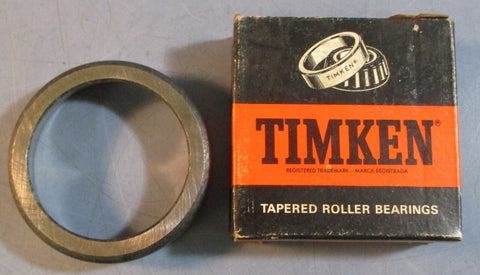 TIMKEN®
TIMKEN®
REGISTERED TRADEMARK - MARCA REGISTRADA
TAPERED ROLLER BEARINGS